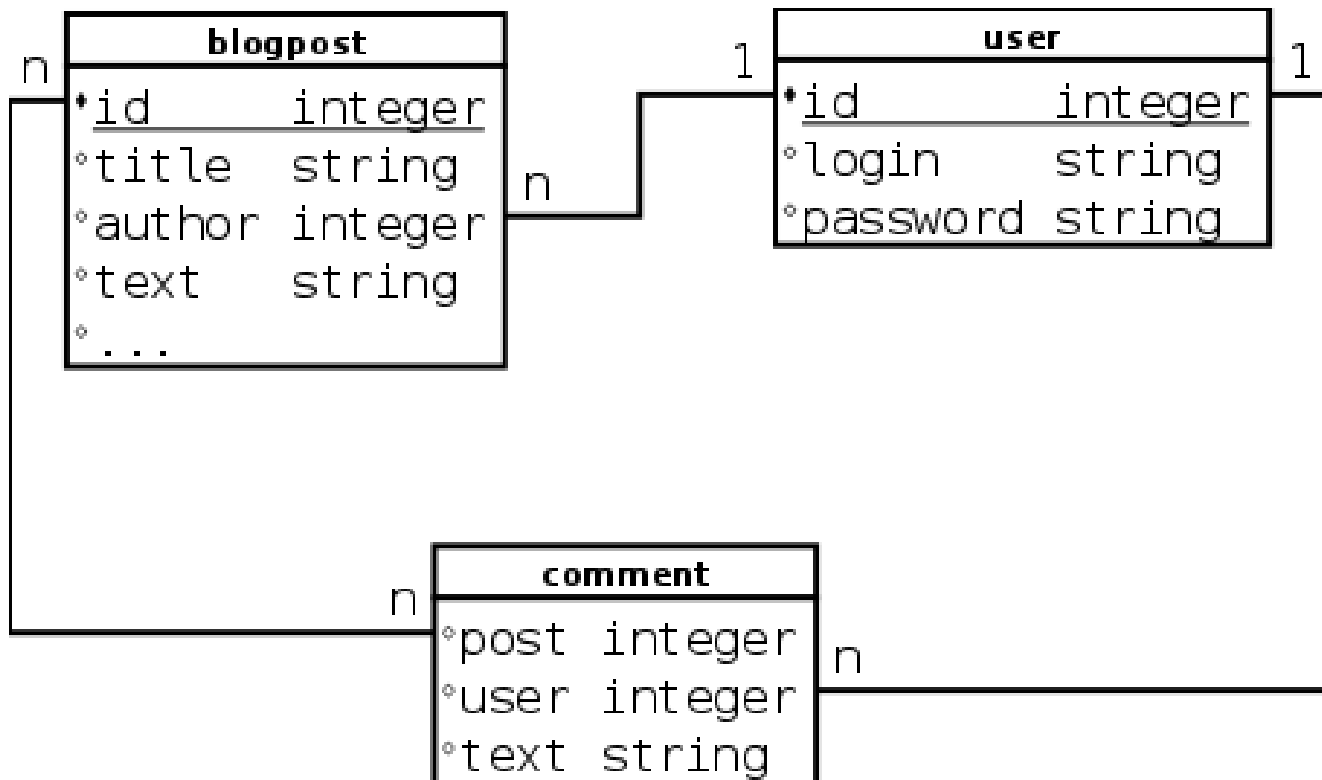 blogpost
n
id integer
title string
author integer
n
text string
...
user
1
1
id integer
login string
password string
comment
n
post integer
n
user integer
text string